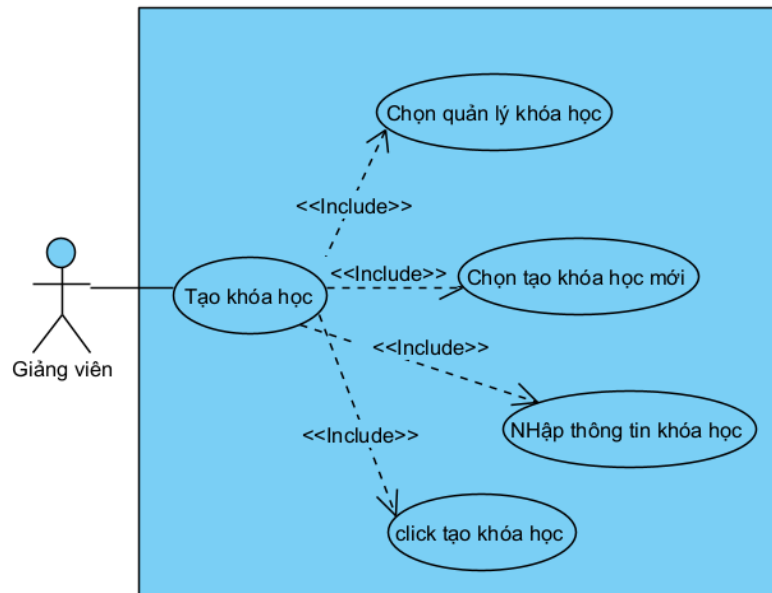 Chọn quản lý khóa học
<<Include>>
<<Include>>
Chọn tạo khóa học mới
Tạo khóa học
<<Include>>
Giảng viên
NHập thông tin khóa học
<<Include>>
click tạo khóa học